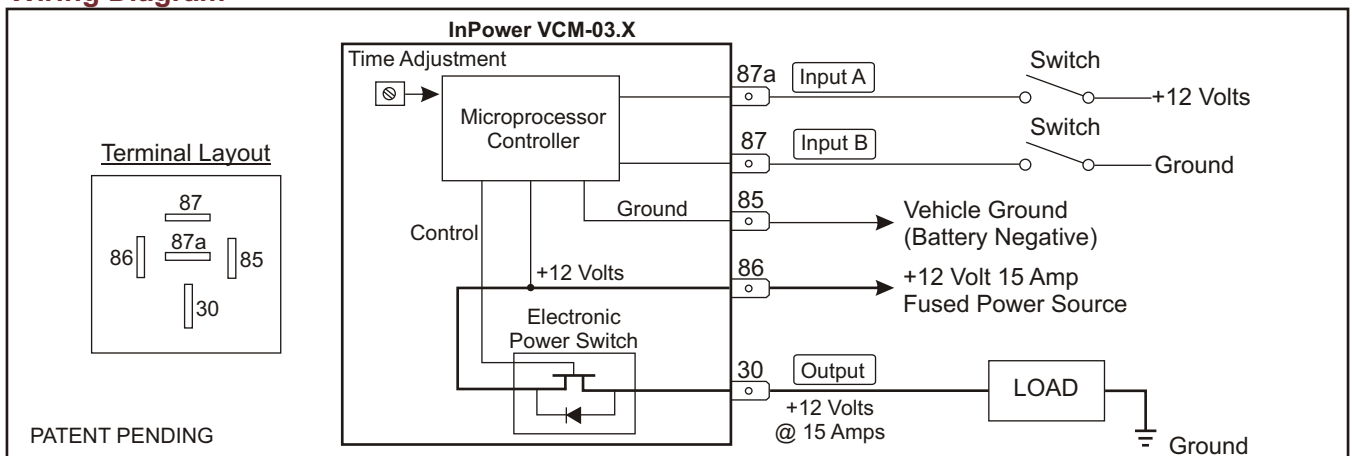 Wiring Diagram
InPower VCM-03.X
Time Adjustment
Microprocessor
Controller
Terminal Layout
87
87a
86
85
30
87a
Input A
Switch
+12 Volts
87
Input B
Switch
Ground
85
Ground
Vehicle Ground
(Battery Negative)
Control
86
+12 Volts
+12 Volt 15 Amp
Fused Power Source
Electronic
Power Switch
30
Output
LOAD
+12 Volts
@ 15 Amps
Ground
PATENT PENDING